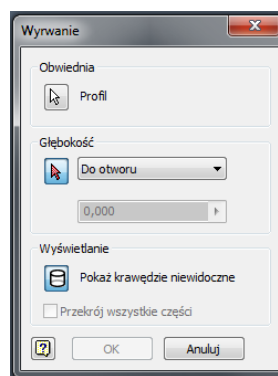 Wyrwanie
Obwiednia
Profil
Głębokość
Do otworu
0,000
Wyświetlanie
Pokaż krawędzie niewidoczne
Przekrój wszystkie części
OK
Anuluj